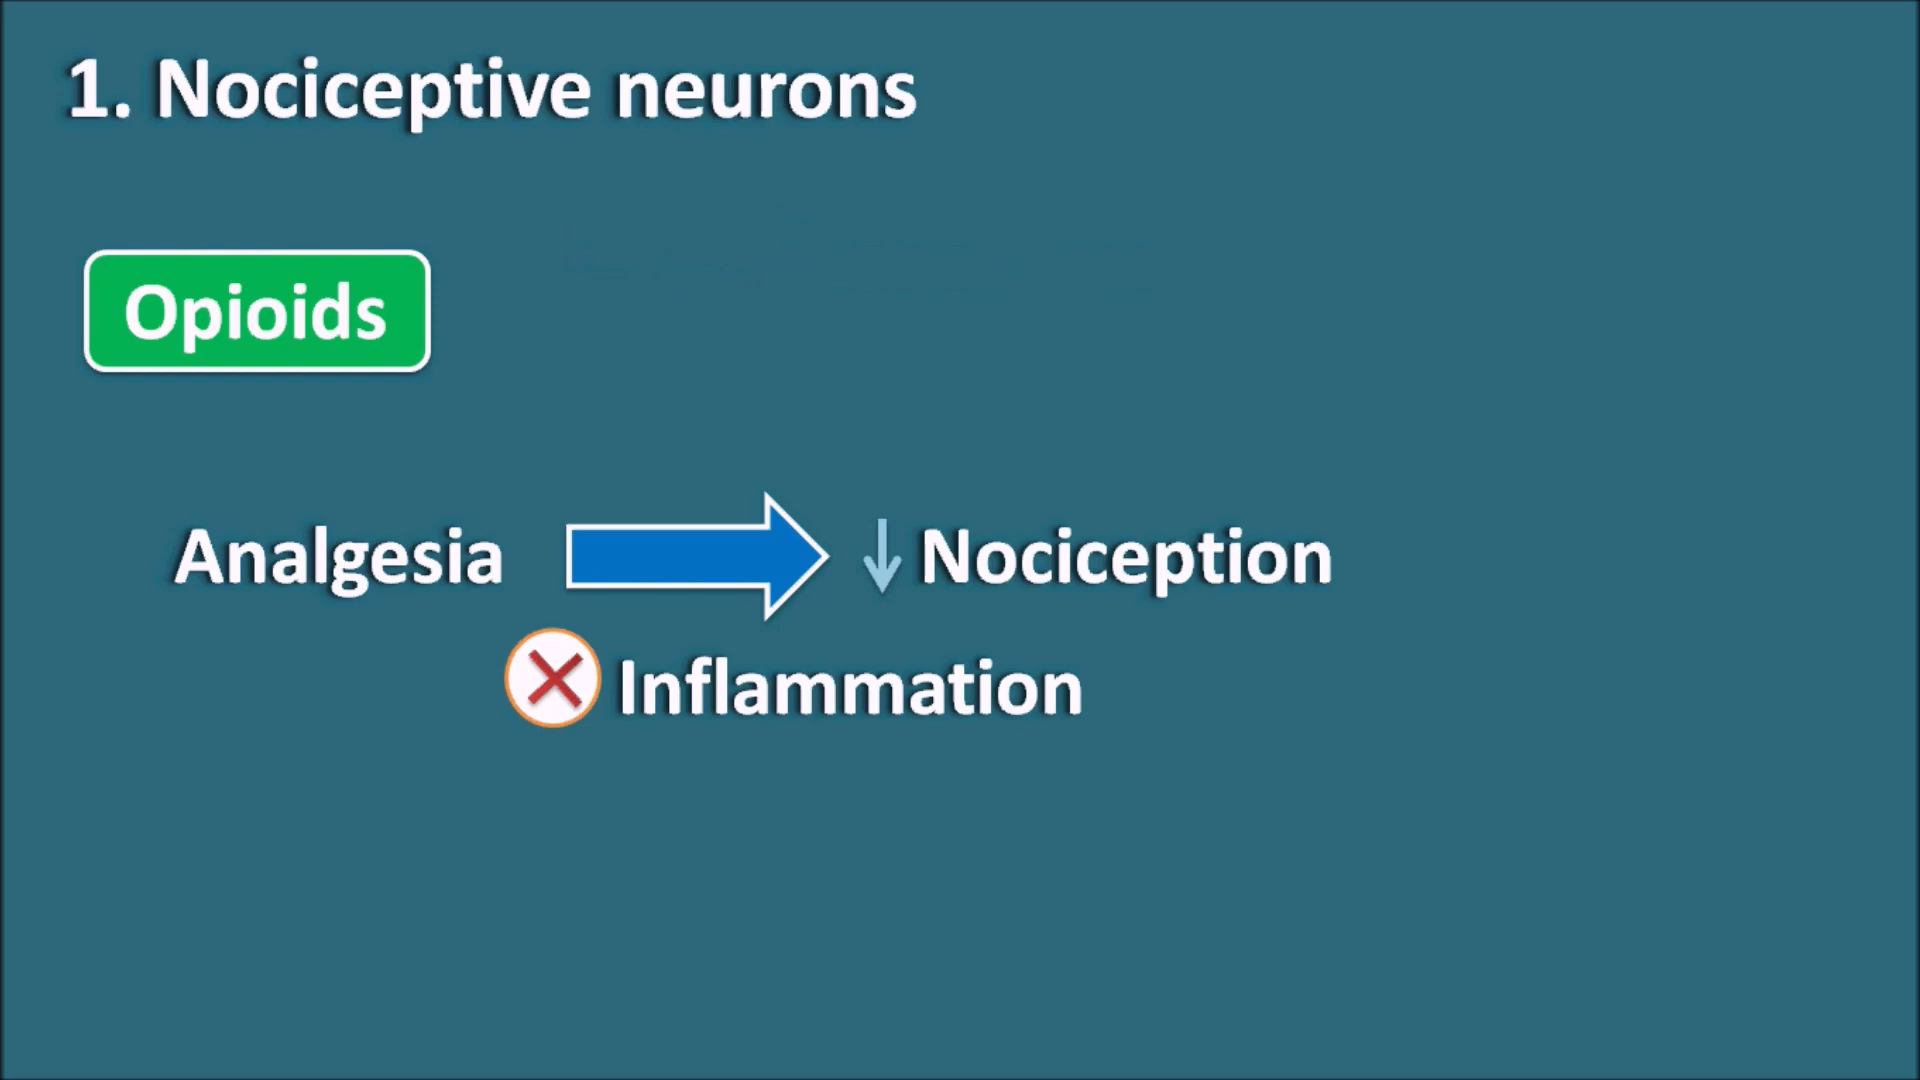 1. Nociceptive neurons
Opioids
Analgesia ↓ Nociception
Inflammation